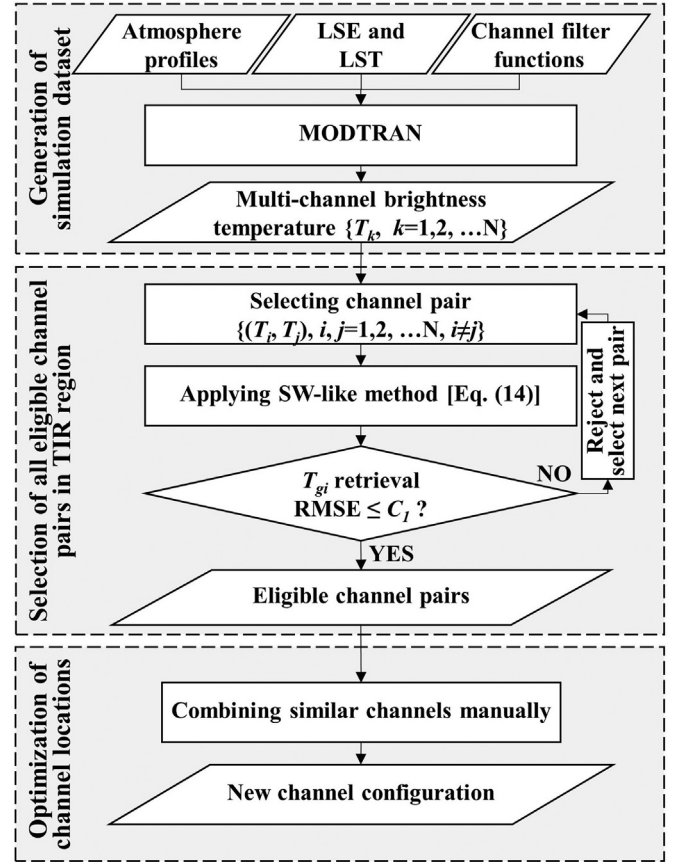 Generation of
simulation dataset
Atmosphere
profiles
LSE and
LST
Channel filter
functions
MODTRAN
Multi-channel brightness
temperature {Tk, k=1,2, …N}
Selection of all eligible channel
pairs in TIR region
Selecting channel pair
{(Ti, Tj), i, j=1,2, …N, i≠j}
Applying SW-like method [Eq. (14)]
Reject and
select next pair
Tgi retrieval
RMSE ≤ C1 ?
NO
YES
Eligible channel pairs
Optimization of
channel locations
Combining similar channels manually
New channel configuration